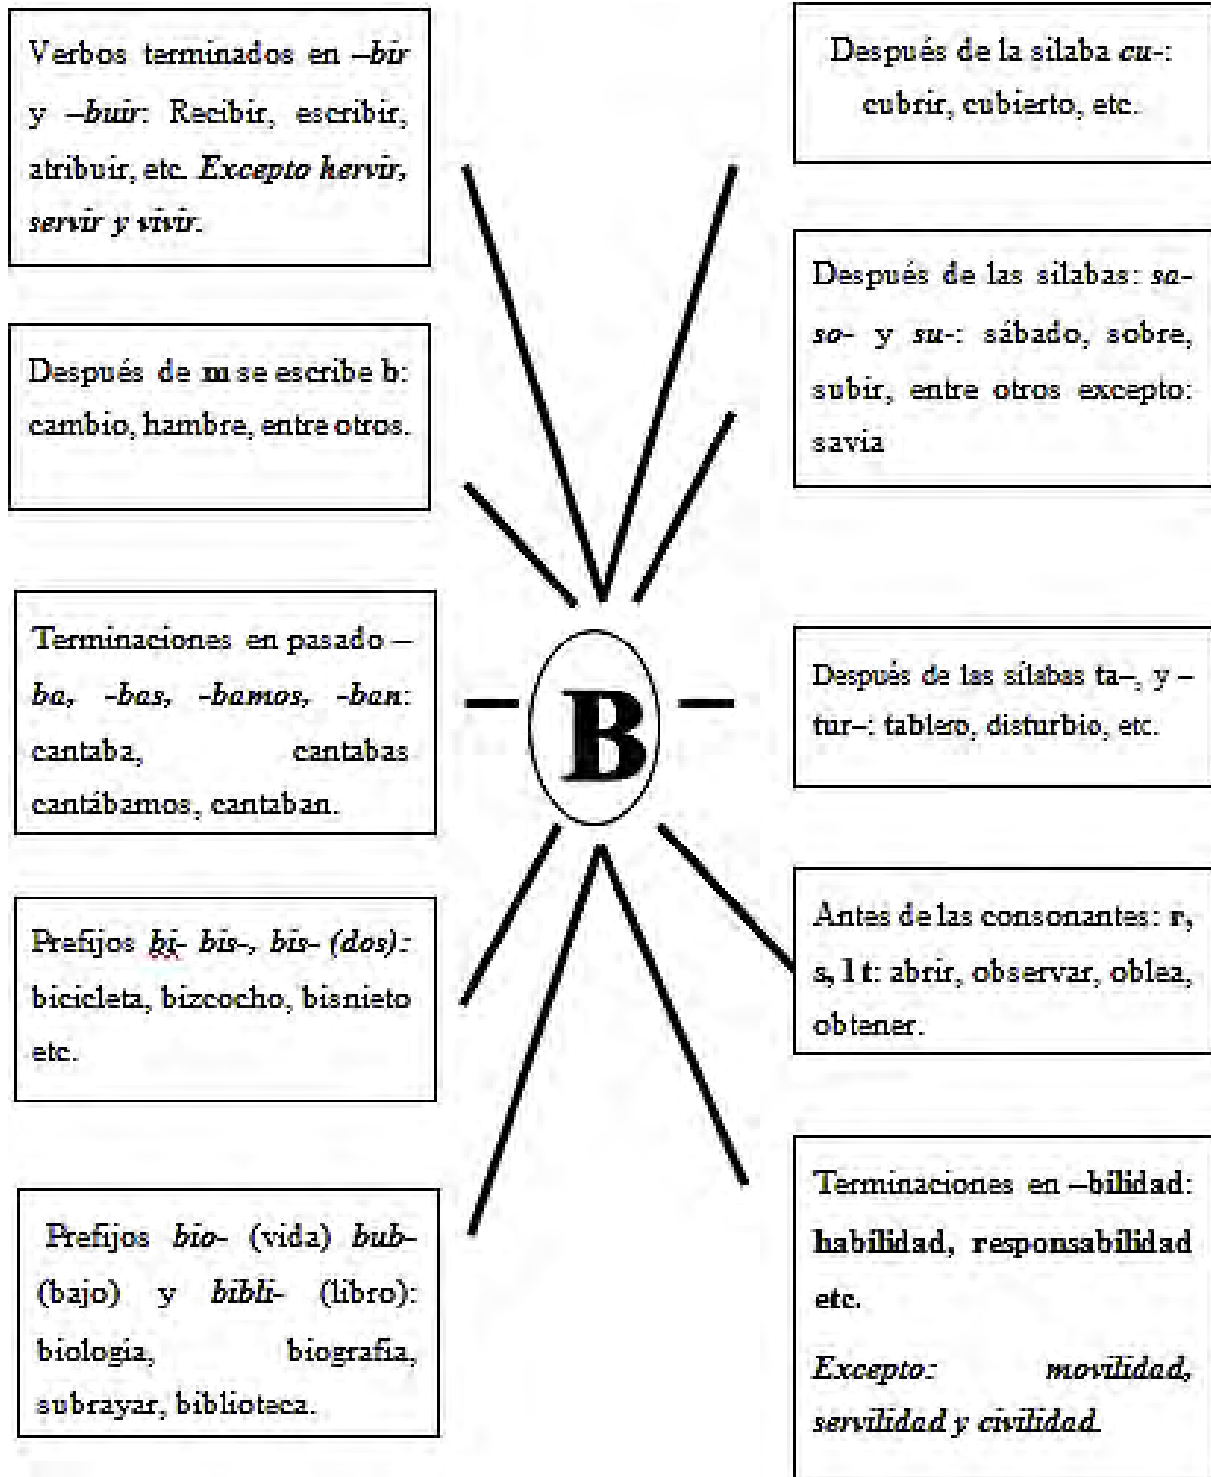 Verbos terminados en –bir
y –buir: Recibir, escribir,
atribuir, etc. Excepto hervir,
servir y vivir.
Después de m se escribe b:
cambio, hambre, entre otros.
Terminaciones en pasado –
ba, -bas, -bamos, -ban:
cantaba, cantabas
cantábamos, cantaban.
Prefijos bi- bis-, bis- (dos):
bicicleta, bizcocho, bisnieto
etc.
Prefijos bio- (vida) bub-
(bajo) y bibli- (libro):
biología, biografía,
subrayar, biblioteca.
B
Después de la silaba cu-:
cubrir, cubierto, etc.
Después de las silabas: sa-
so- y su-: sábado, sobre,
subir, entre otros excepto:
savia
Después de las sílabas ta–, y –
tur–: tablero, disturbio, etc.
Antes de las consonantes: r,
s, l t: abrir, observar, oblea,
obtener.
Terminaciones en –bilidad:
habilidad, responsabilidad
etc.
Excepto: movilidad,
servilidad y civilidad.